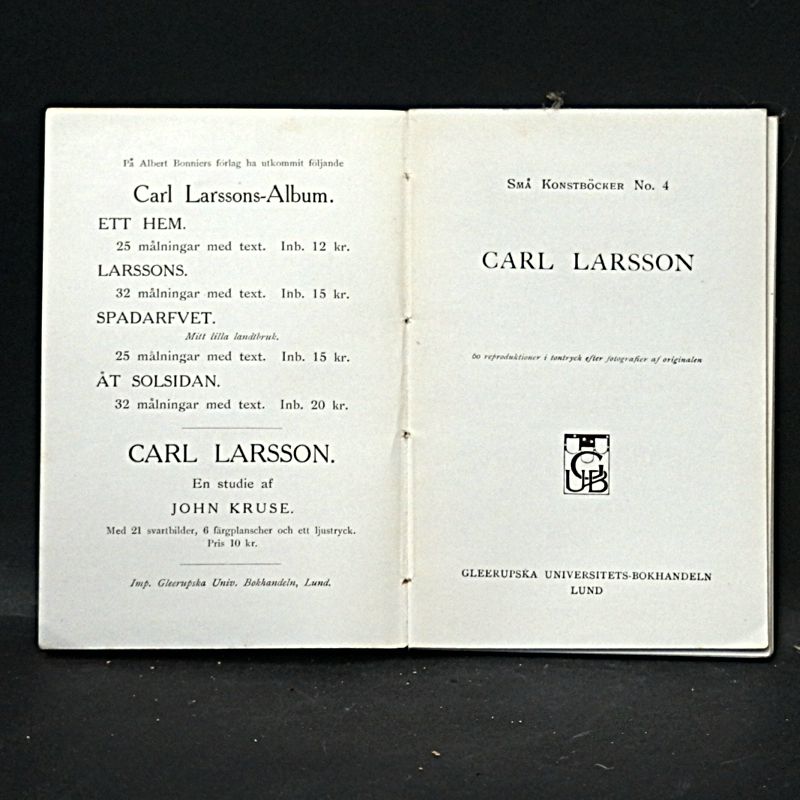 På Albert Bonniers förlag ha utkommit följande
Carl Larssons-Album.
ETT HEM.
25 målningar med text. Inb. 12 kr.
LARSSONS.
32 målningar med text. Inb. 15 kr.
SPADARFVET.
Mitt lilla landtbruk.
25 målningar med text. Inb. 15 kr.
ÅT SOLSIDAN.
32 målningar med text. Inb. 20 kr.
CARL LARSSON.
En studie af
JOHN KRUSE.
Med 21 svartbilder, 6 färgplanscher och ett ljustryck.
Pris 10 kr.
Imp. Gleerupska Univ. Bokhandeln, Lund.
SMÅ KONSTBÖCKER No. 4
CARL LARSSON
60 reproduktioner i tontryck efter fotografier af originalen
GUB
GLEERUPSKA UNIVERSITETS-BOKHANDELN
LUND